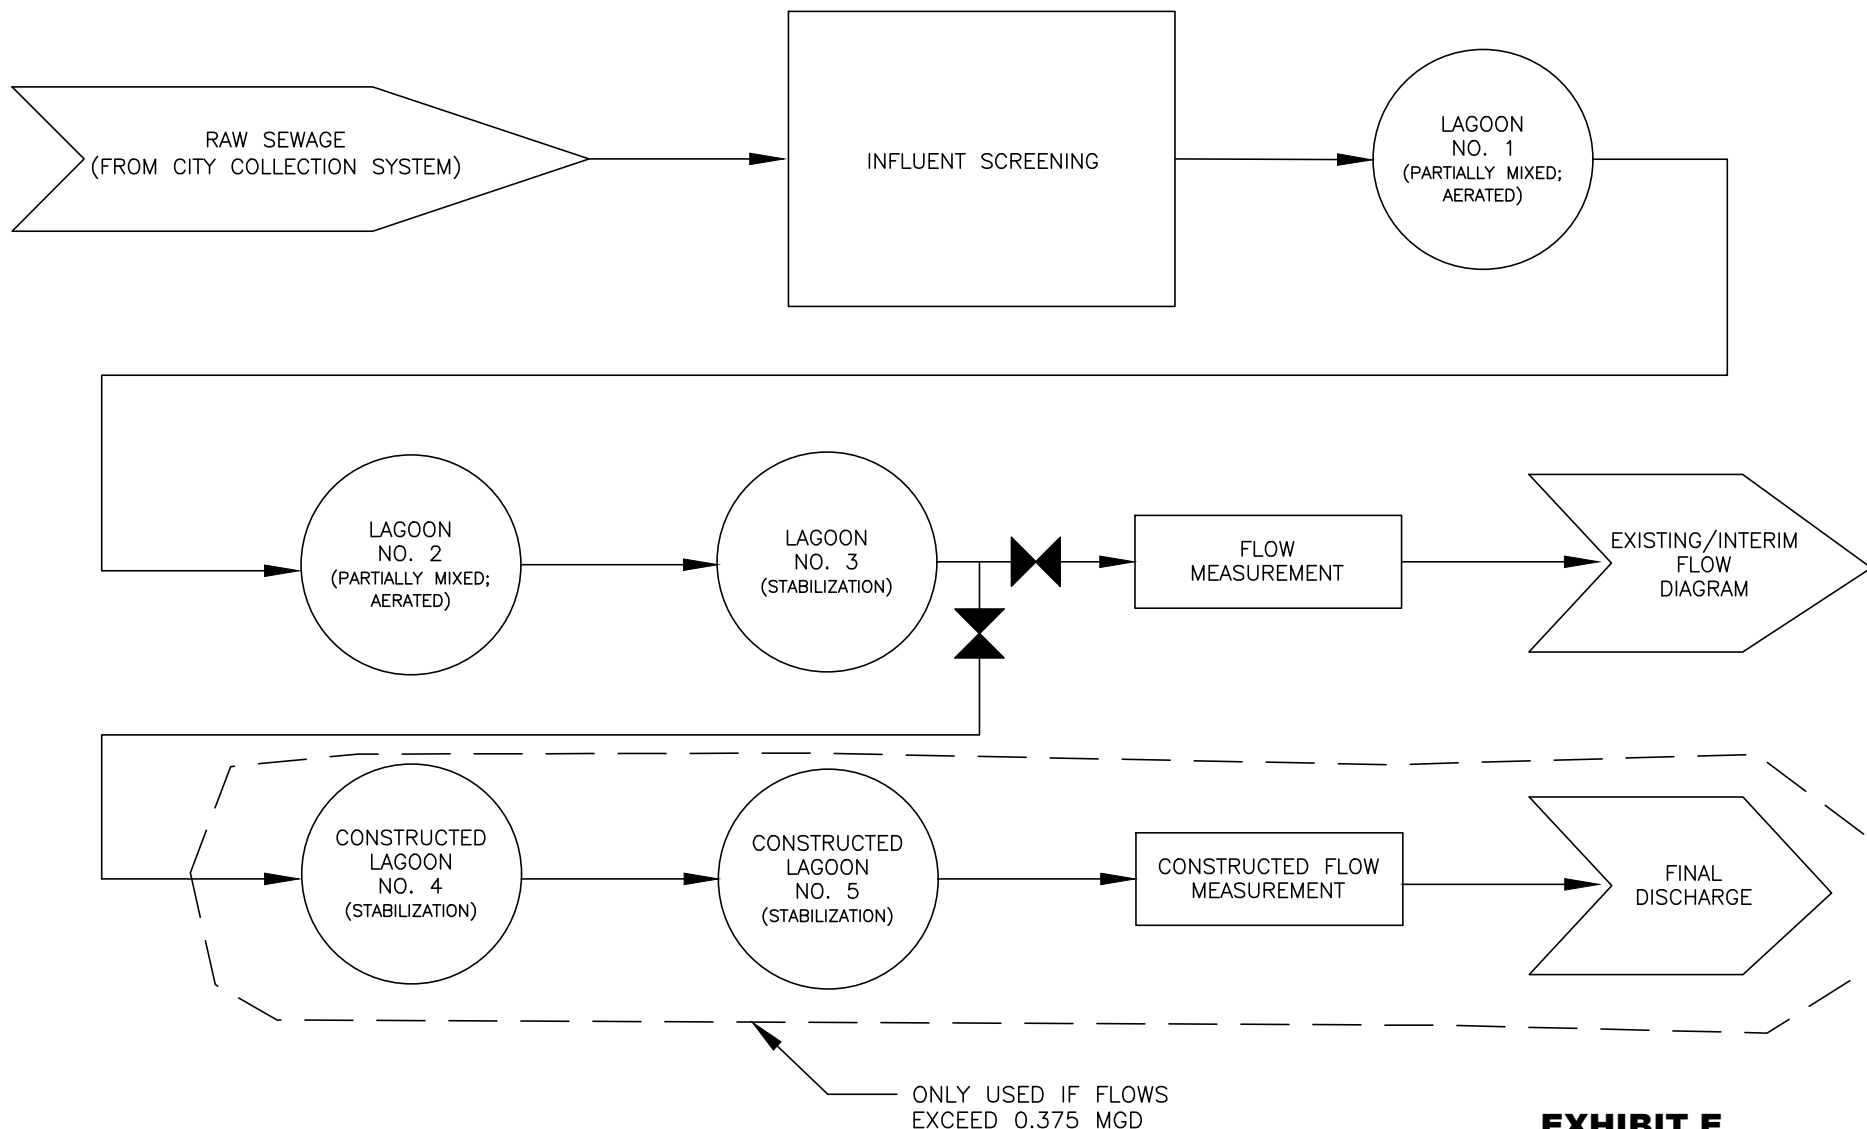 RAW SEWAGE
(FROM CITY COLLECTION SYSTEM)
INFLUENT SCREENING
LAGOON
NO. 1
(PARTIALLY MIXED;
AERATED)
LAGOON
NO. 2
(PARTIALLY MIXED;
AERATED)
LAGOON
NO. 3
(STABILIZATION)
FLOW
MEASUREMENT
EXISTING/INTERIM
FLOW
DIAGRAM
CONSTRUCTED
LAGOON
NO. 4
(STABILIZATION)
CONSTRUCTED
LAGOON
NO. 5
(STABILIZATION)
CONSTRUCTED FLOW
MEASUREMENT
FINAL
DISCHARGE
ONLY USED IF FLOWS
EXCEED 0.375 MGD
EXHIBIT